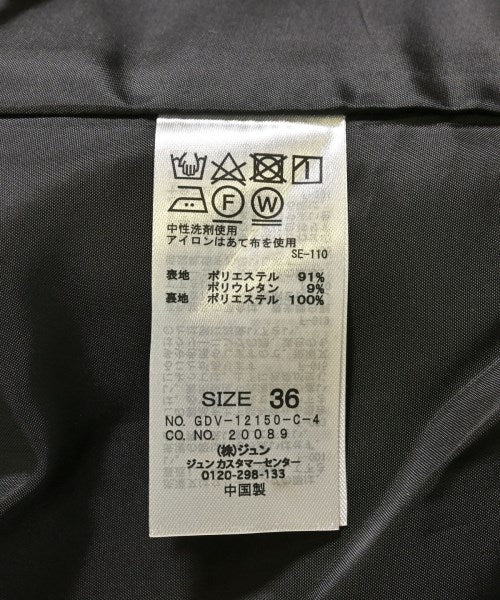 F W
中性洗剤使用
アイロンはあて布を使用
SE-110
表地 ポリエステル 91%
ポリウレタン 9%
裏地 ポリエステル 100%
SIZE 36
NO. GDV-12150-C-4
CO. NO. 20089
(株)ジュン
ジュンカスタマーセンター
0120-298-133
中国製